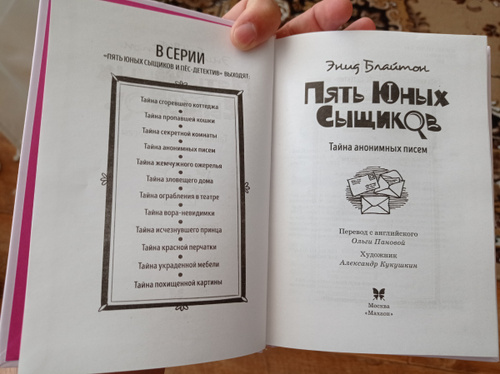 В СЕРИИ
«ПЯТЬ ЮНЫХ СЫЩИКОВ И ПЁС-ДЕТЕКТИВ» ВЫХОДЯТ:
Тайна сгоревшего коттеджа
Тайна пропавшей кошки
Тайна секретной комнаты
Тайна анонимных писем
Тайна жемчужного ожерелья
Тайна зловещего дома
Тайна ограбления в театре
Тайна вора-невидимки
Тайна исчезнувшего принца
Тайна красной перчатки
Тайна украденной мебели
Тайна похищенной картины
Энид Блайтон
ПЯТЬ ЮНЫХ
СЫЩИКОВ
Тайна анонимных писем
Перевод с английского
Ольги Пановой
Художник
Александр Кукушкин
Москва
«Махаон»